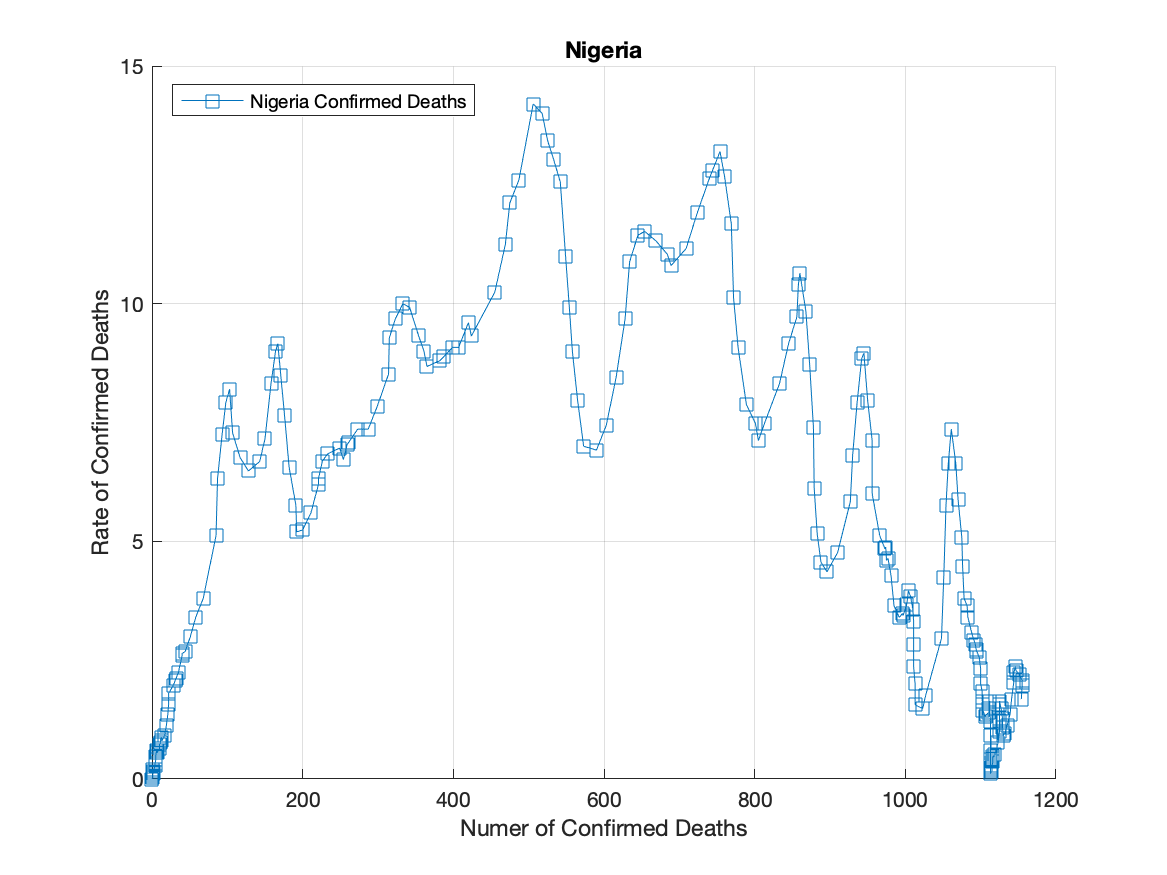 Nigeria
15
Nigeria Confirmed Deaths
10
5
0
Rate of Confirmed Deaths
0 200 400 600 800 1000 1200
Numer of Confirmed Deaths